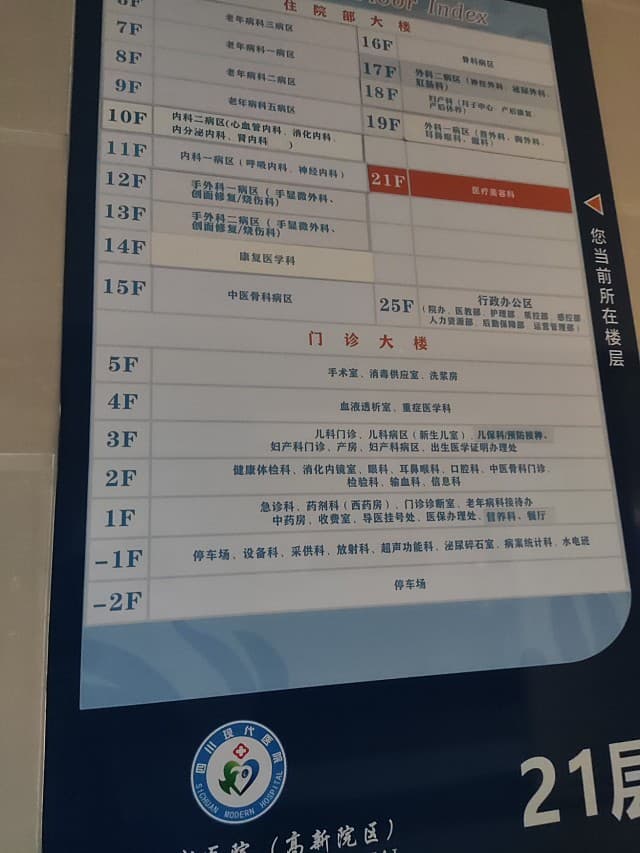 Floor Index
住院部大楼
6F
7F 老年病科三病区
8F 老年病科一病区
9F 老年病科二病区
老年病科五病区
10F 内科二病区(心血管内科、消化内科、
内分泌内科、肾内科 )
11F 内科一病区(呼吸内科、神经内科)
12F 手外科一病区(手显微外科、
创面修复/烧伤科)
13F 手外科二病区(手显微外科、
创面修复/烧伤科)
14F 康复医学科
15F 中医骨科病区
16F 骨科病区
17F 外科二病区(神经外科、泌尿外科、
肛肠科)
18F 妇产科(月子中心、产后康复、
产后休养)
19F 外科一病区(普外科、胸外科、
耳鼻喉科、眼科)
21F 医疗美容科
25F 行政办公区
(院办、医教部、护理部、质控部、感控部
人力资源部、后勤保障部、运营管理部)
您当前所在楼层
门诊大楼
5F 手术室、消毒供应室、洗浆房
4F 血液透析室、重症医学科
3F 儿科门诊、儿科病区(新生儿室)、儿保科/预防接种、
妇产科门诊、产房、妇产科病区、出生医学证明办理处
2F 健康体检科、消化内镜室、眼科、耳鼻喉科、口腔科、中医骨科门诊、
检验科、输血科、信息科
1F 急诊科、药剂科(西药房)、门诊诊断室、老年病科接待办
中药房、收费室、导医挂号处、医保办理处、营养科、餐厅
-1F 停车场、设备科、采供科、放射科、超声功能科、泌尿碎石室、病案统计科、水电班
-2F 停车场
四川现代医院
SICHUAN MODERN HOSPITAL
21层
医院(高新院区)